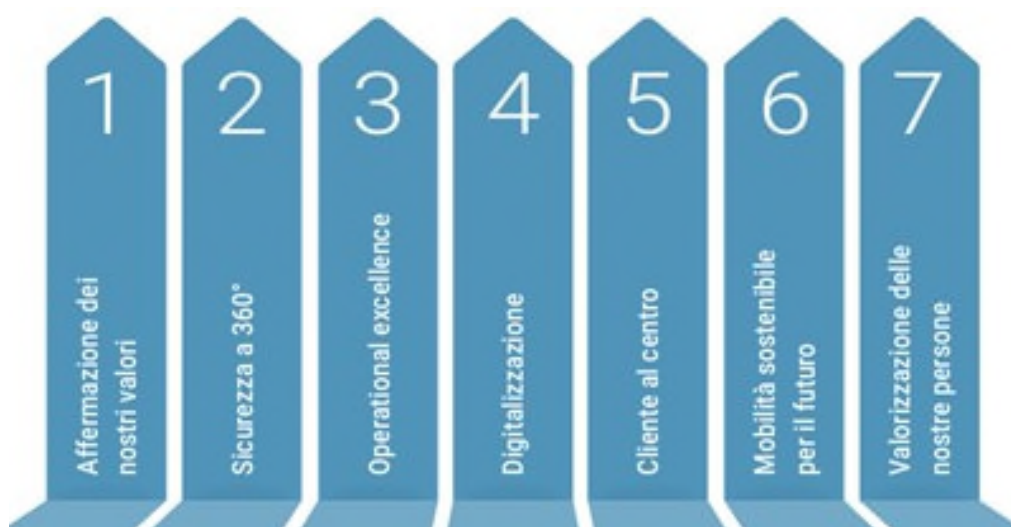 1
Affermazione dei
nostri valori
2
Sicurezza a 360°
3
Operational excellence
4
Digitalizzazione
5
Cliente al centro
6
Mobilità sostenibile
per il futuro
7
Valorizzazione delle
nostre persone